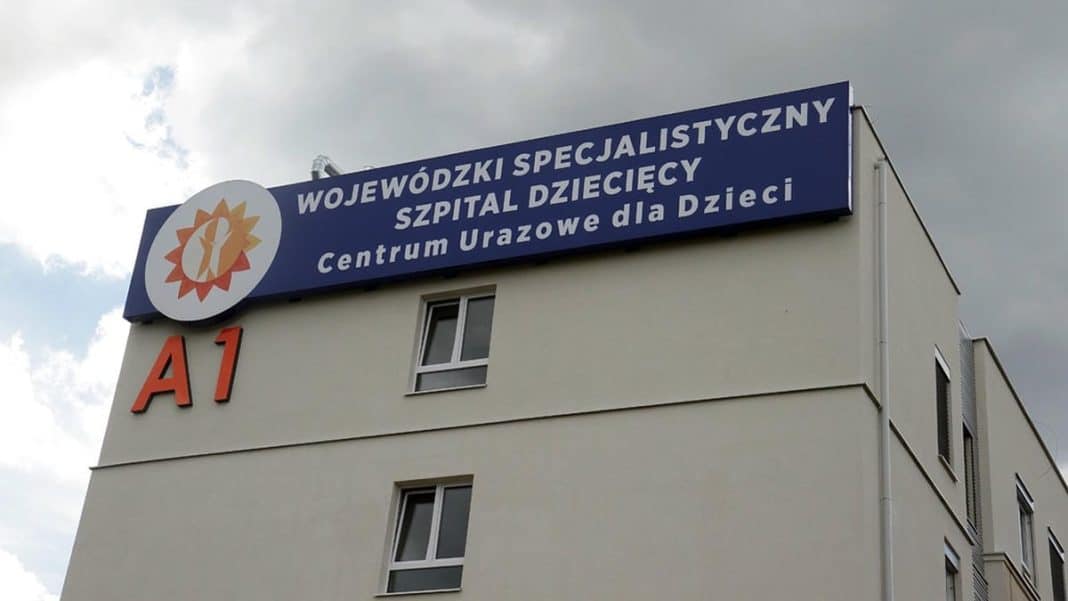 WOJEWÓDZKI SPECJALISTYCZNY
SZPITAL DZIECIĘCY
Centrum Urazowe dla Dzieci
A1